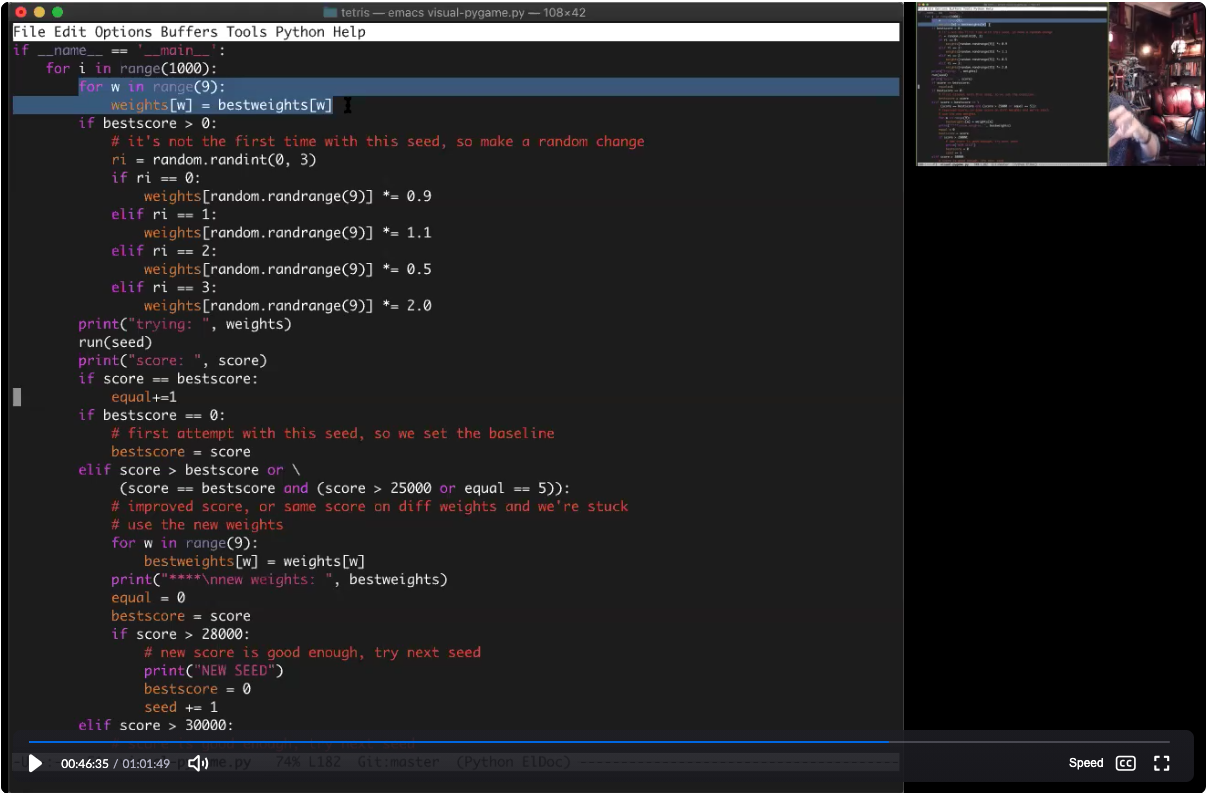 tetris — emacs visual-pygame.py — 108×42
File Edit Options Buffers Tools Python Help
if __name__ == '__main__':
    for i in range(1000):
        for w in range(9):
            weights[w] = bestweights[w]
        if bestscore > 0:
            # it's not the first time with this seed, so make a random change
            ri = random.randint(0, 3)
            if ri == 0:
                weights[random.randrange(9)] *= 0.9
            elif ri == 1:
                weights[random.randrange(9)] *= 1.1
            elif ri == 2:
                weights[random.randrange(9)] *= 0.5
            elif ri == 3:
                weights[random.randrange(9)] *= 2.0
        print("trying: ", weights)
        run(seed)
        print("score: ", score)
        if score == bestscore:
            equal+=1
        if bestscore == 0:
            # first attempt with this seed, so we set the baseline
            bestscore = score
        elif score > bestscore or \
             (score == bestscore and (score > 25000 or equal == 5)):
            # improved score, or same score on diff weights and we're stuck
            # use the new weights
            for w in range(9):
                bestweights[w] = weights[w]
            print("****\nnew weights: ", bestweights)
            equal = 0
            bestscore = score
            if score > 28000:
                # new score is good enough, try next seed
                print("NEW SEED")
                bestscore = 0
                seed += 1
        elif score > 30000:
74% L182 Git:master (Python ElDoc)
00:46:35 / 01:01:49
Speed
CC